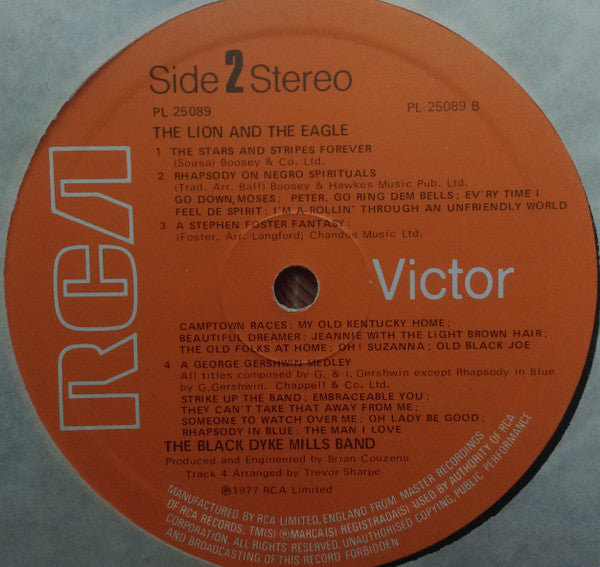 Side 2 Stereo
PL 25089
PL 25089 B
THE LION AND THE EAGLE
1 THE STARS AND STRIPES FOREVER
(Sousa) Boosey & Co. Ltd.
2 RHAPSODY ON NEGRO SPIRITUALS
(Trad. Arr. Ball) Boosey & Hawkes Music Pub. Ltd.
GO DOWN, MOSES; PETER, GO RING DEM BELLS; EV'RY TIME I
FEEL DE SPIRIT; I'M A-ROLLIN' THROUGH AN UNFRIENDLY WORLD
3 A STEPHEN FOSTER FANTASY;
(Foster, Arr. Langford) Chandos Music Ltd.
RCA
Victor
CAMPTOWN RACES; MY OLD KENTUCKY HOME;
BEAUTIFUL DREAMER; JEANNIE WITH THE LIGHT BROWN HAIR;
THE OLD FOLKS AT HOME; OH! SUZANNA; OLD BLACK JOE
4 A GEORGE GERSHWIN MEDLEY
All titles composed by G. & I. Gershwin except Rhapsody in Blue
by G.Gershwin. Chappell & Co. Ltd.
STRIKE UP THE BAND; EMBRACEABLE YOU;
THEY CAN'T TAKE THAT AWAY FROM ME;
SOMEONE TO WATCH OVER ME; OH LADY BE GOOD;
RHAPSODY IN BLUE; THE MAN I LOVE
THE BLACK DYKE MILLS BAND
Produced and Engineered by Brian Couzens
Track 4 Arranged by Trevor Sharpe
℗1977 RCA Limited
MANUFACTURED BY RCA LIMITED, ENGLAND FROM MASTER RECORDINGS
OF RCA RECORDS, TM(S) ®MARCA(S) REGISTRADA(S) USED BY AUTHORITY OF RCA
CORPORATION. ALL RIGHTS RESERVED. UNAUTHORISED COPYING, PUBLIC PERFORMANCE
AND BROADCASTING OF THIS RECORD FORBIDDEN